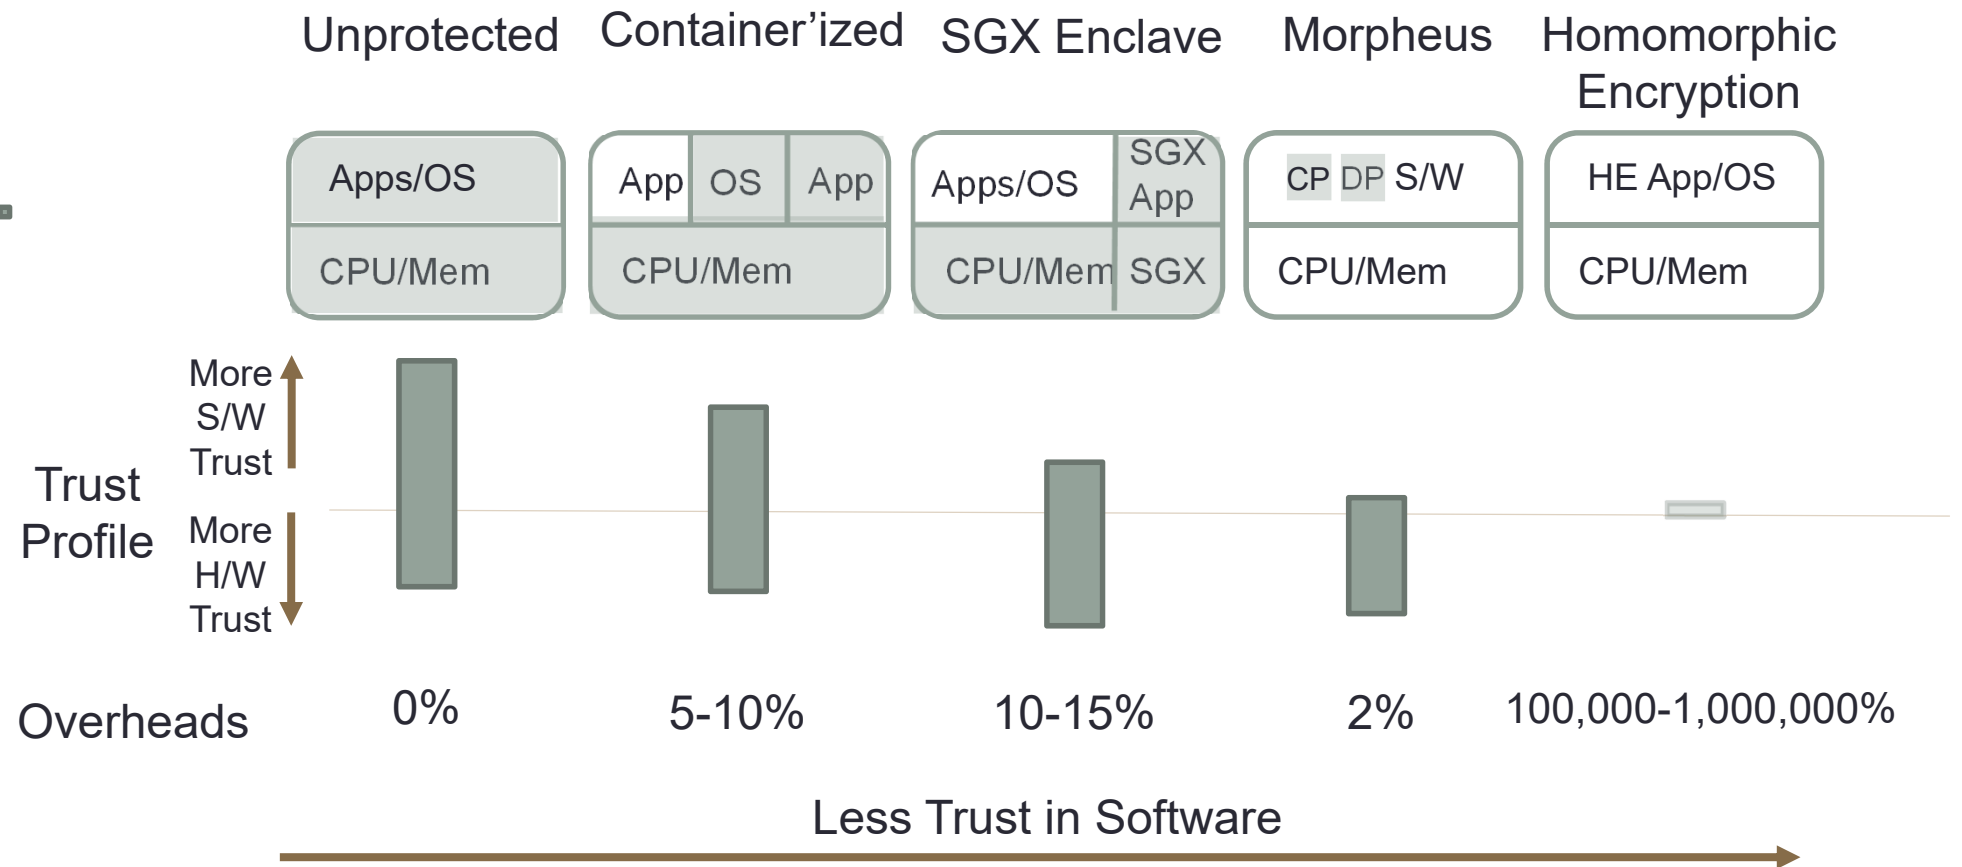 Unprotected
Container’ized
SGX Enclave
Morpheus
Homomorphic
Encryption
Apps/OS
CPU/Mem
App
OS
App
CPU/Mem
Apps/OS
SGX
App
CPU/Mem
SGX
CP DP S/W
CPU/Mem
HE App/OS
CPU/Mem
Trust
Profile
More
S/W
Trust
More
H/W
Trust
Overheads
0%
5-10%
10-15%
2%
100,000-1,000,000%
Less Trust in Software